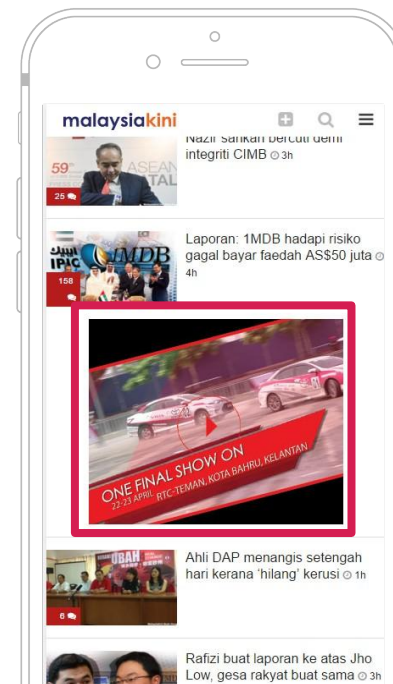 malaysiakini
Nazir sahkan bercuti demi
integriti CIMB 3h
59th
ASEAN
TAL
25
Laporan: 1MDB hadapi risiko
gagal bayar faedah AS$50 juta
4h
IPIC
1MDB
158
ONE FINAL SHOW ON
22-23 APRIL RTC-TEMAN, KOTA BAHRU, KELANTAN
Ahli DAP menangis setengah
hari kerana ‘hilang’ kerusi 1h
UBAH
6
Rafizi buat laporan ke atas Jho
Low, gesa rakyat buat sama 3h